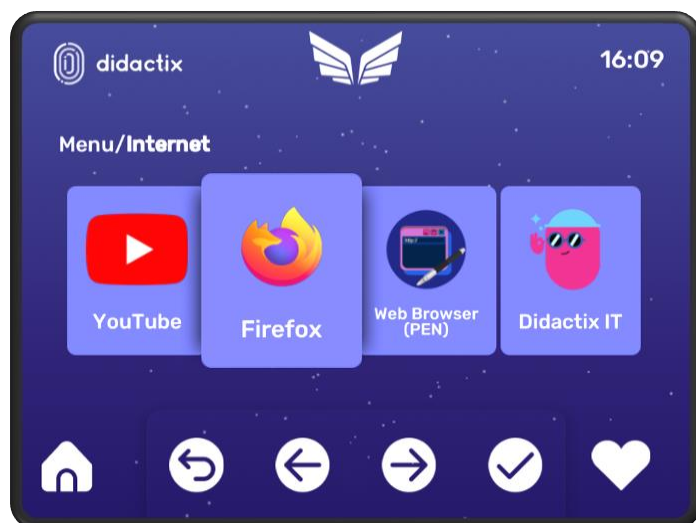 didactix
16:09
Menu/Internet
YouTube
Firefox
Web Browser
(PEN)
Didactix IT